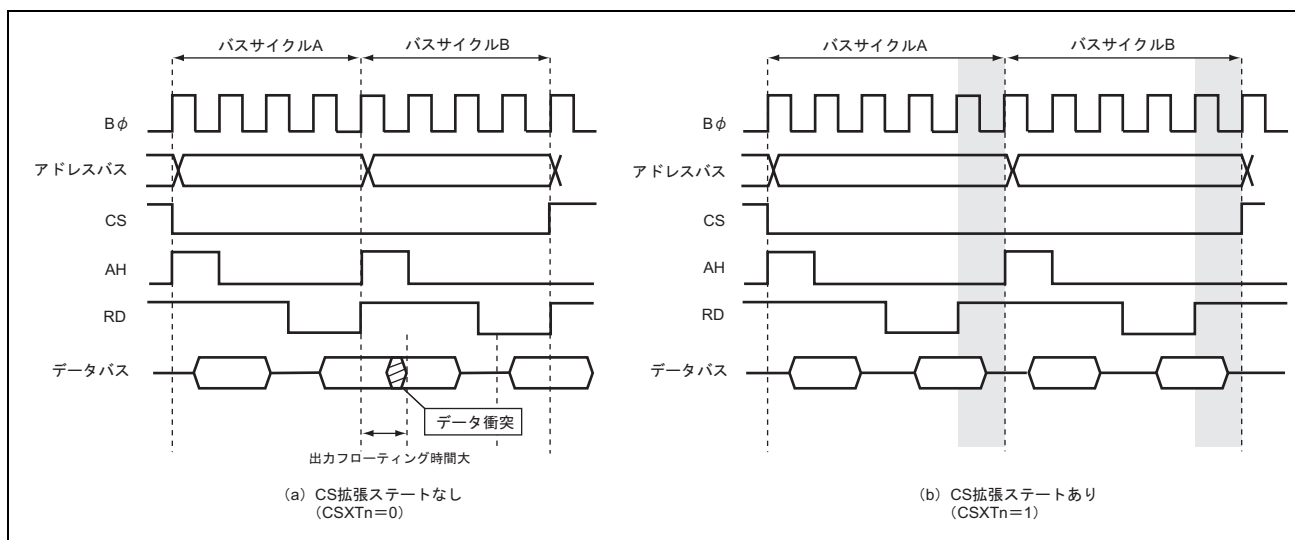 バスサイクルA
バスサイクルB
Bφ
アドレスバス
CS
AH
RD
データバス
データ衝突
出力フローティング時間大
(a) CS拡張ステートなし
(CSXTn=0)
バスサイクルA
バスサイクルB
Bφ
アドレスバス
CS
AH
RD
データバス
(b) CS拡張ステートあり
(CSXTn=1)